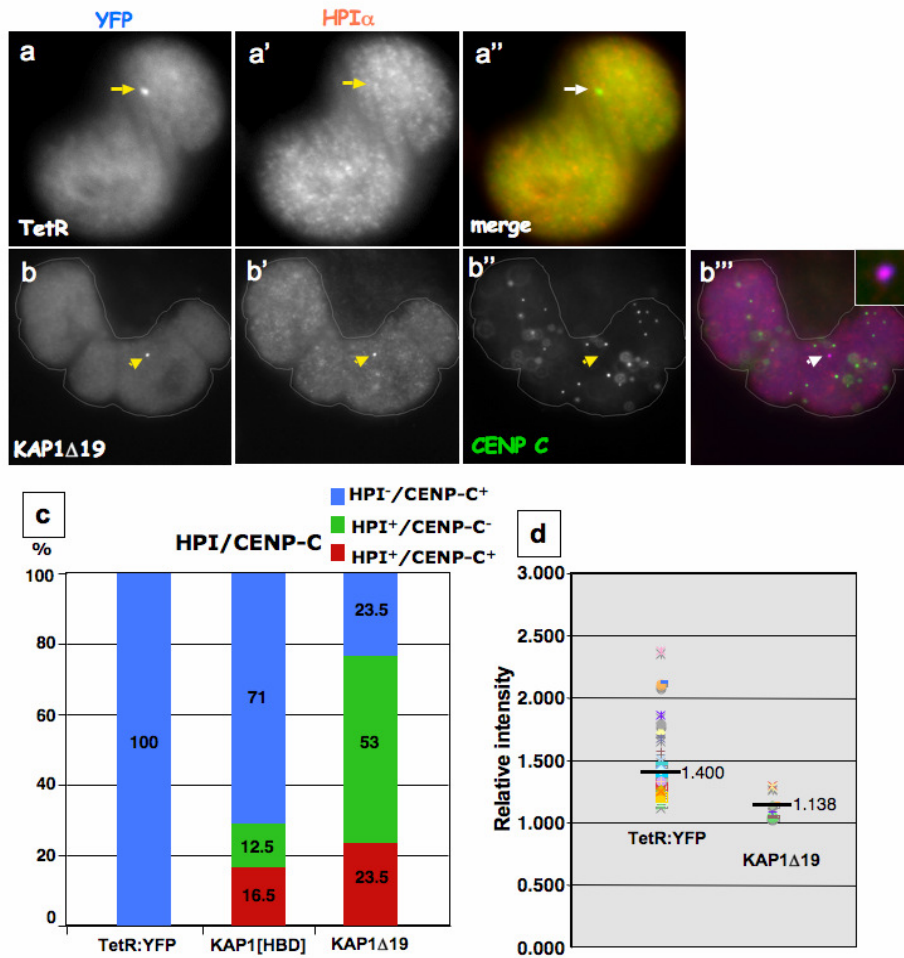 YFP HPIα
a a' a''
TetR merge
b b' b'' b'''
KAP1Δ19 CENP C
c
%
HPI/CENP-C
HPI⁻/CENP-C⁺
HPI⁺/CENP-C⁻
HPI⁺/CENP-C⁺
100
80
60
40
20
0
100
71
12.5
16.5
23.5
53
23.5
TetR:YFP KAP1[HBD] KAP1Δ19
d
Relative intensity
3.000
2.500
2.000
1.500
1.000
0.500
0.000
1.400
TetR:YFP
1.138
KAP1Δ19